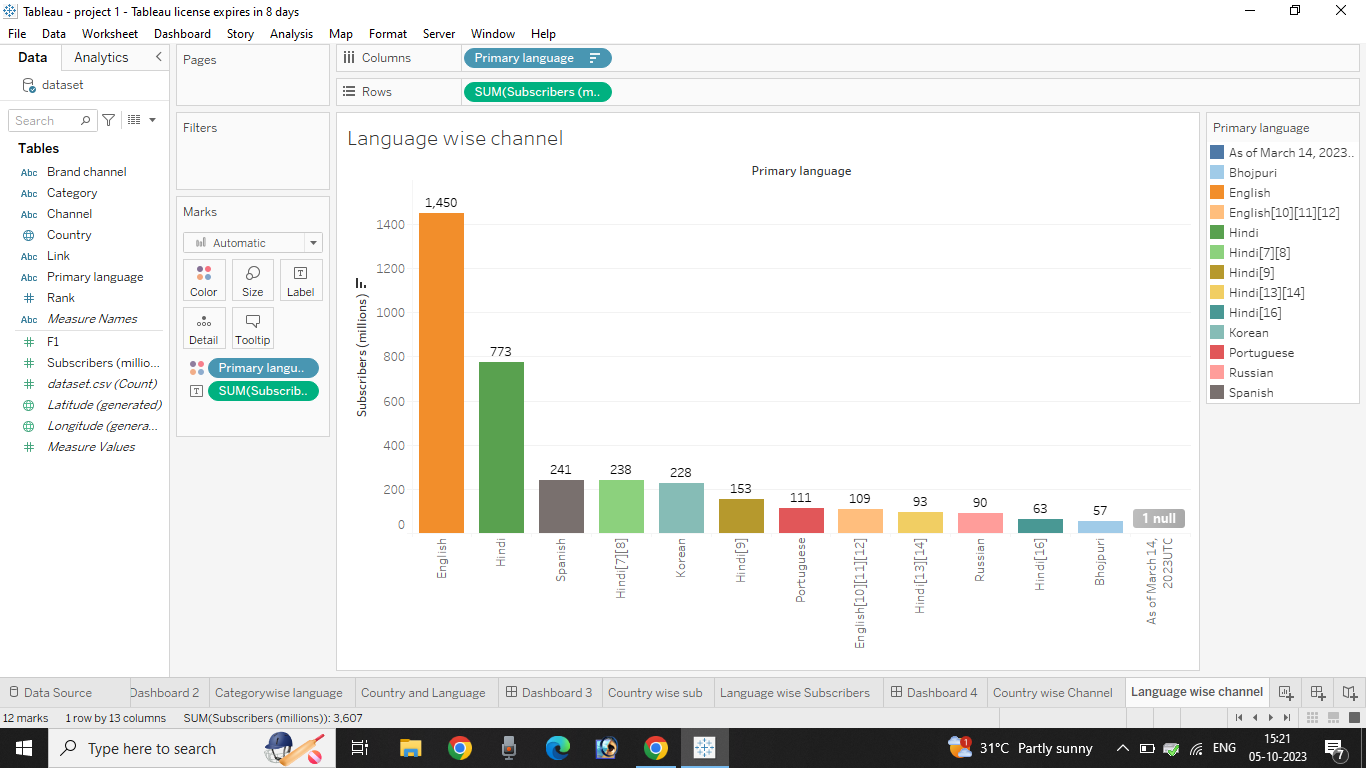 Tableau - project 1 - Tableau license expires in 8 days
File Data Worksheet Dashboard Story Analysis Map Format Server Window Help
Data Analytics
dataset
Search
Tables
Abc Brand channel
Abc Category
Abc Channel
Country
Abc Link
Abc Primary language
# Rank
Abc Measure Names
# F1
# Subscribers (millio...
# dataset.csv (Count)
Latitude (generated)
Longitude (genera...
# Measure Values
Pages
Filters
Marks
Automatic
Color Size Label
Detail Tooltip
Primary langu..
SUM(Subscrib..
Columns Primary language
Rows SUM(Subscribers (m..
Language wise channel
Primary language
Subscribers (millions)
1400
1200
1000
800
600
400
200
0
1,450
773
241
238
228
153
111
109
93
90
63
57
1 null
English
Hindi
Spanish
Hindi[7][8]
Korean
Hindi[9]
Portuguese
English[10][11][12]
Hindi[13][14]
Russian
Hindi[16]
Bhojpuri
As of March 14,
2023UTC
Primary language
As of March 14, 2023..
Bhojpuri
English
English[10][11][12]
Hindi
Hindi[7][8]
Hindi[9]
Hindi[13][14]
Hindi[16]
Korean
Portuguese
Russian
Spanish
Data Source Dashboard 2 Categorywise language Country and Language Dashboard 3 Country wise sub Language wise Subscribers Dashboard 4 Country wise Channel Language wise channel
12 marks 1 row by 13 columns SUM(Subscribers (millions)): 3,607
Type here to search
1
31°C Partly sunny
ENG
15:21
05-10-2023
7